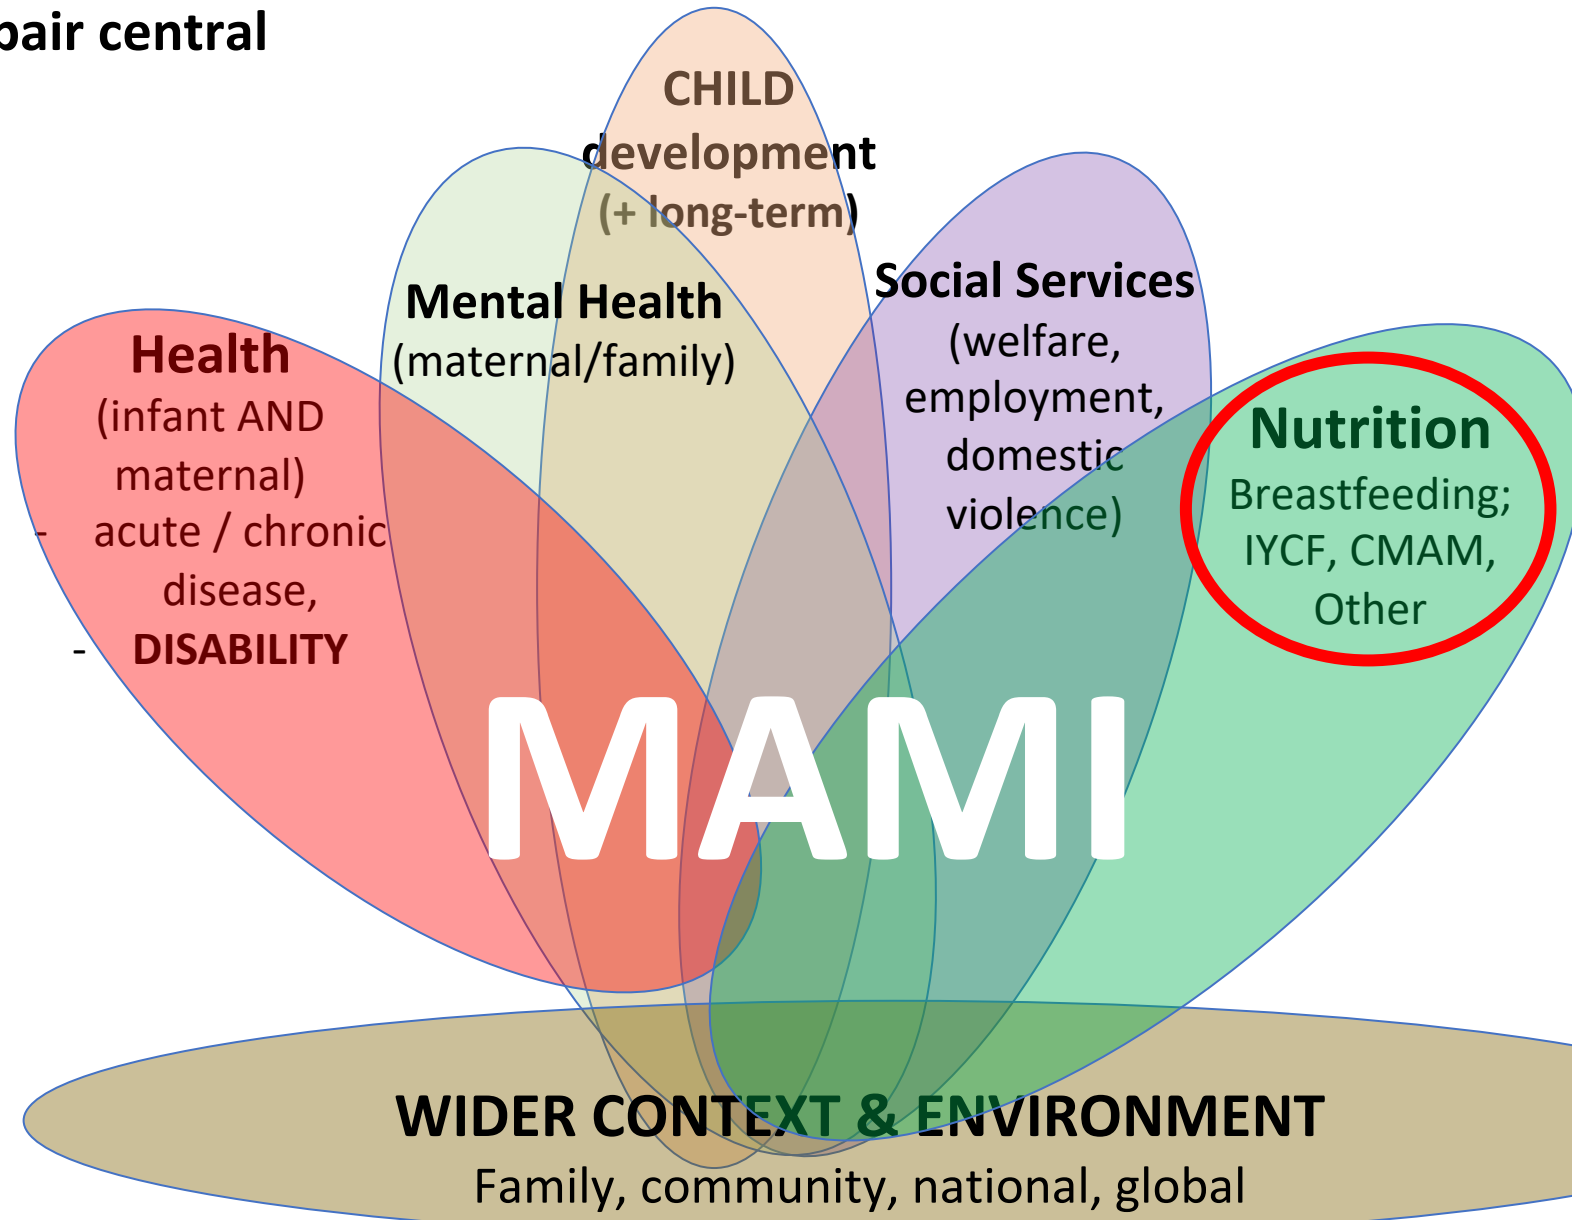 pair central
CHILD
development
(+ long-term)
Mental Health
(maternal/family)
Social Services
(welfare,
employment,
domestic
violence)
Health
(infant AND
maternal)
- acute / chronic
disease,
- DISABILITY
Nutrition
Breastfeeding;
IYCF, CMAM,
Other
MAMI
WIDER CONTEXT & ENVIRONMENT
Family, community, national, global